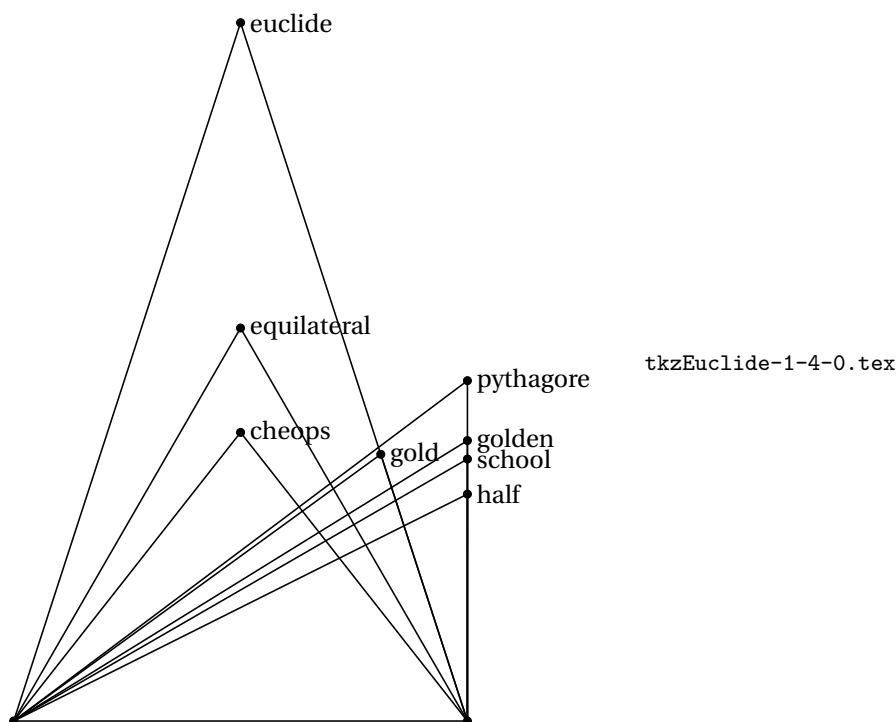 euclide
equilateral
tkzEuclide-1-4-0.tex
pythagore
cheops
golden
gold
school
half